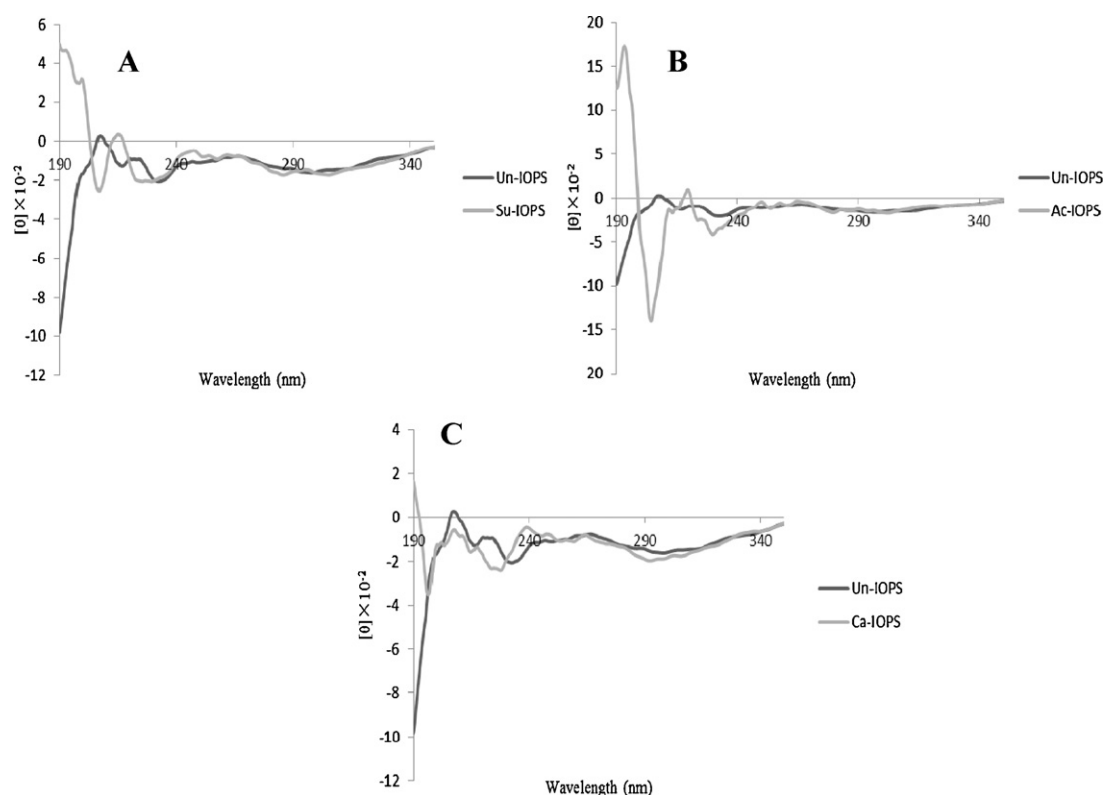 A
6
4
2
0
-2
-4
-6
-8
-10
-12
190
240
290
340
[θ]×10⁻²
Wavelength (nm)
Un-IOPS
Su-IOPS
B
20
15
10
5
0
-5
-10
-15
20
190
240
290
340
[θ]×10⁻²
Wavelength (nm)
Un-IOPS
Ac-IOPS
C
4
2
0
-2
-4
-6
-8
-10
-12
190
240
290
340
[θ]×10⁻²
Wavelength (nm)
Un-IOPS
Ca-IOPS